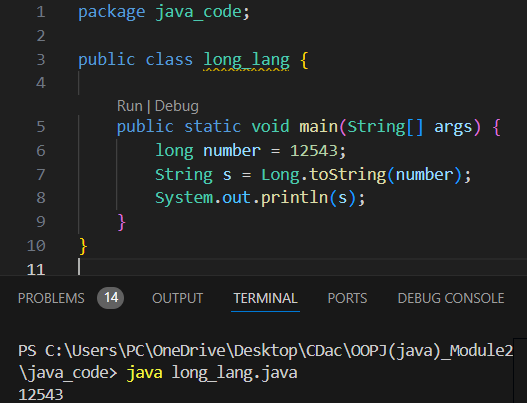 1 package java_code;
2
3 public class long_lang {
4
Run | Debug
5 public static void main(String[] args) {
6 long number = 12543;
7 String s = Long.toString(number);
8 System.out.println(s);
9 }
10 }
11
PROBLEMS 14 OUTPUT TERMINAL PORTS DEBUG CONSOLE
PS C:\Users\PC\OneDrive\Desktop\CDac\OOPJ(java)_Module2
\java_code> java long_lang.java
12543